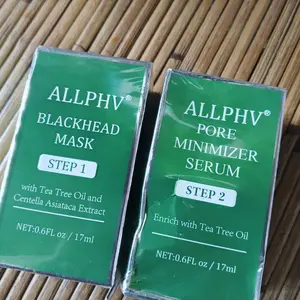 ALLPHV®
BLACKHEAD
MASK
STEP 1
with Tea Tree Oil and
Centella Asiataca Extract
NET:0.6Fl oz / 17ml
ALLPHV®
PORE
MINIMIZER
SERUM
STEP 2
Enrich with Tea Tree Oil
NET:0.6Fl oz / 17ml